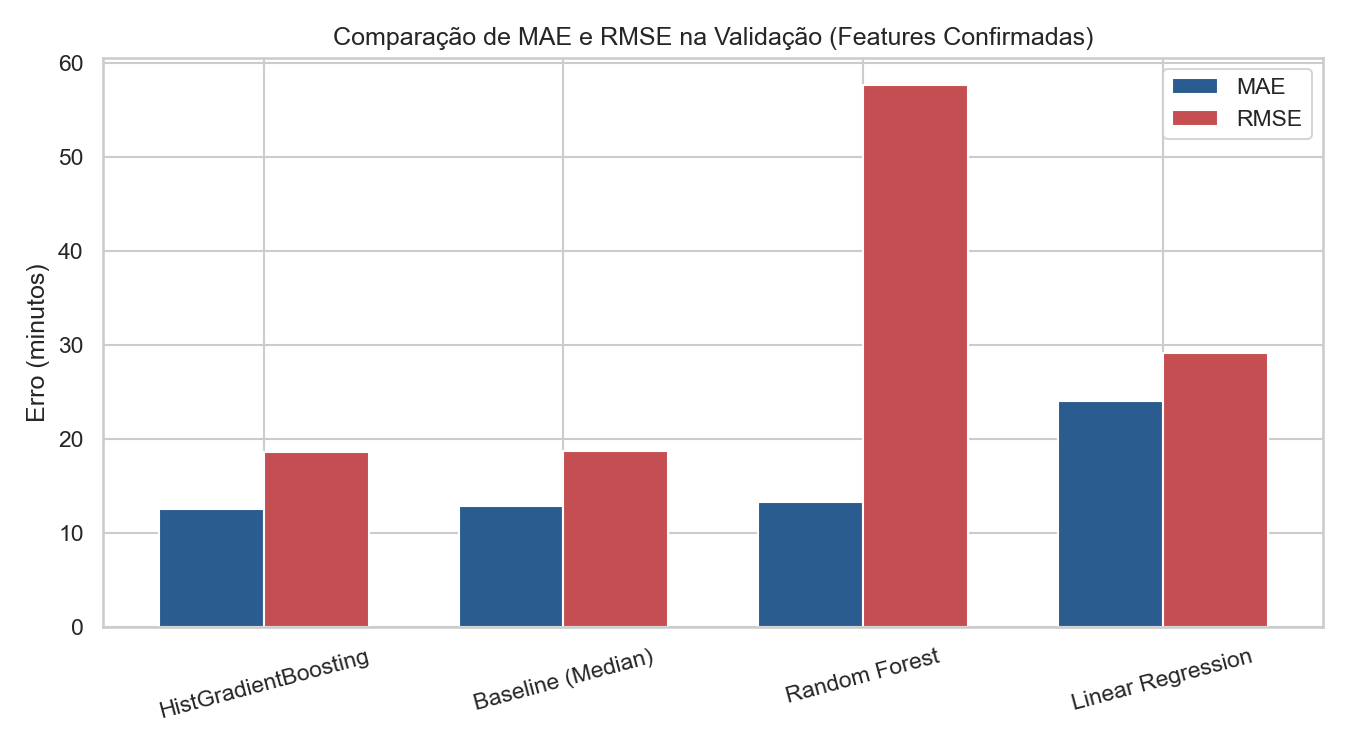 Comparação de MAE e RMSE na Validação (Features Confirmadas)
MAE
RMSE
Erro (minutos)
60
50
40
30
20
10
0
HistGradientBoosting
Baseline (Median)
Random Forest
Linear Regression